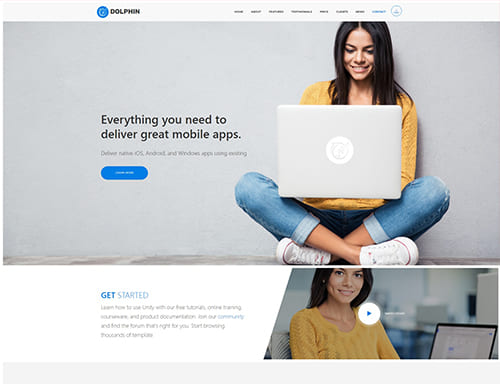 DOLPHIN
HOME ABOUT FEATURES TESTIMONIALS PRICE CLIENTS NEWS CONTACT
Everything you need to
deliver great mobile apps.
Deliver native iOS, Android, and Windows apps using existing
LEARN MORE
GET STARTED
Learn how to use Unify with our free tutorials, online training,
courseware, and product documentation. Join our community
and find the forum that's right for you. Start browsing
thousands of template.